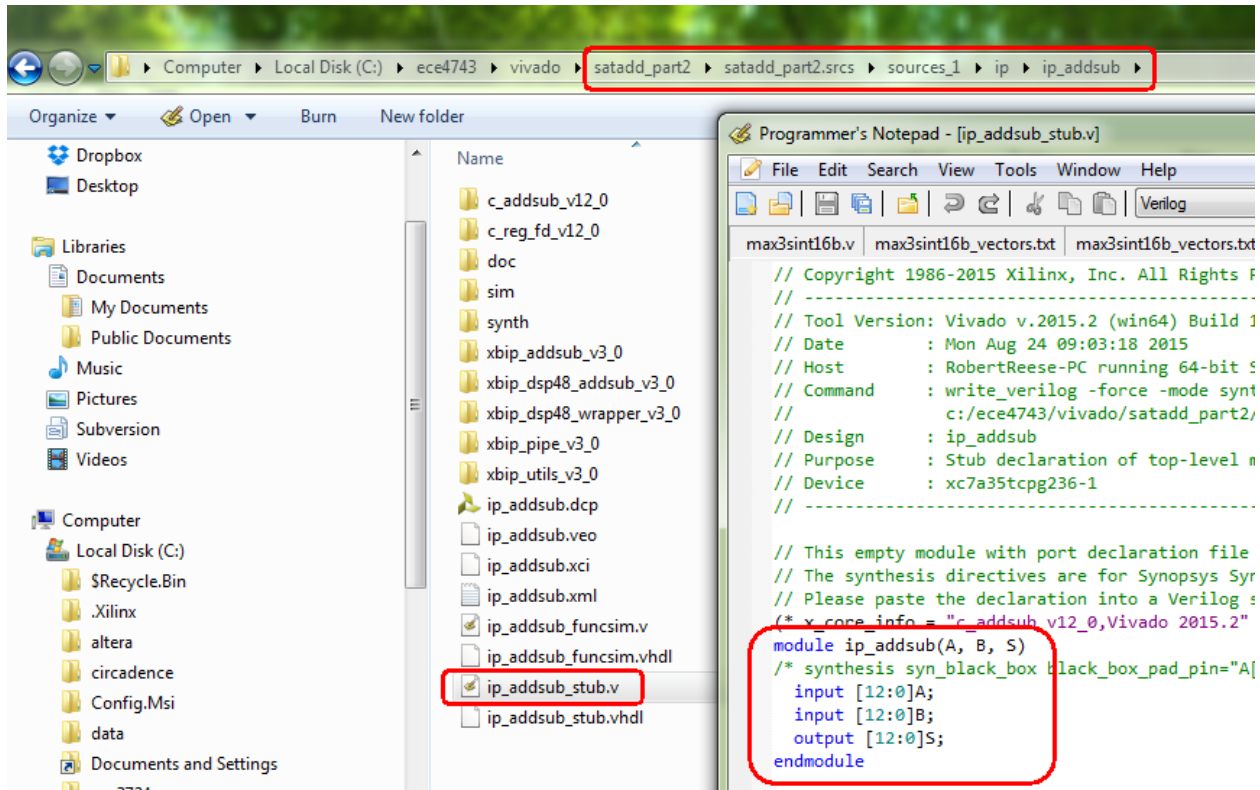 Computer Local Disk (C:) ece4743 vivado satadd_part2 satadd_part2.srcs sources_1 ip ip_addsub
Organize Open Burn New folder
Dropbox
Desktop
Libraries
Documents
My Documents
Public Documents
Music
Pictures
Subversion
Videos
Computer
Local Disk (C:)
$Recycle.Bin
.Xilinx
altera
circadence
Config.Msi
data
Documents and Settings
Name
c_addsub_v12_0
c_reg_fd_v12_0
doc
sim
synth
xbip_addsub_v3_0
xbip_dsp48_addsub_v3_0
xbip_dsp48_wrapper_v3_0
xbip_pipe_v3_0
xbip_utils_v3_0
ip_addsub.dcp
ip_addsub.veo
ip_addsub.xci
ip_addsub.xml
ip_addsub_funcsim.v
ip_addsub_funcsim.vhdl
ip_addsub_stub.v
ip_addsub_stub.vhdl
Programmer's Notepad - [ip_addsub_stub.v]
File Edit Search View Tools Window Help
Verilog
max3sint16b.v max3sint16b_vectors.txt max3sint16b_vectors.txt
// Copyright 1986-2015 Xilinx, Inc. All Rights
// --------------------------------------------
// Tool Version: Vivado v.2015.2 (win64) Build 1
// Date : Mon Aug 24 09:03:18 2015
// Host : RobertReese-PC running 64-bit S
// Command : write_verilog -force -mode synt
// c:/ece4743/vivado/satadd_part2/
// Design : ip_addsub
// Purpose : Stub declaration of top-level m
// Device : xc7a35tcpg236-1
// --------------------------------------------
// This empty module with port declaration file
// The synthesis directives are for Synopsys Syn
// Please paste the declaration into a Verilog s
(* x_core_info = "c_addsub_v12_0,Vivado 2015.2"
module ip_addsub(A, B, S)
/* synthesis syn_black_box black_box_pad_pin="A[
input [12:0]A;
input [12:0]B;
output [12:0]S;
endmodule